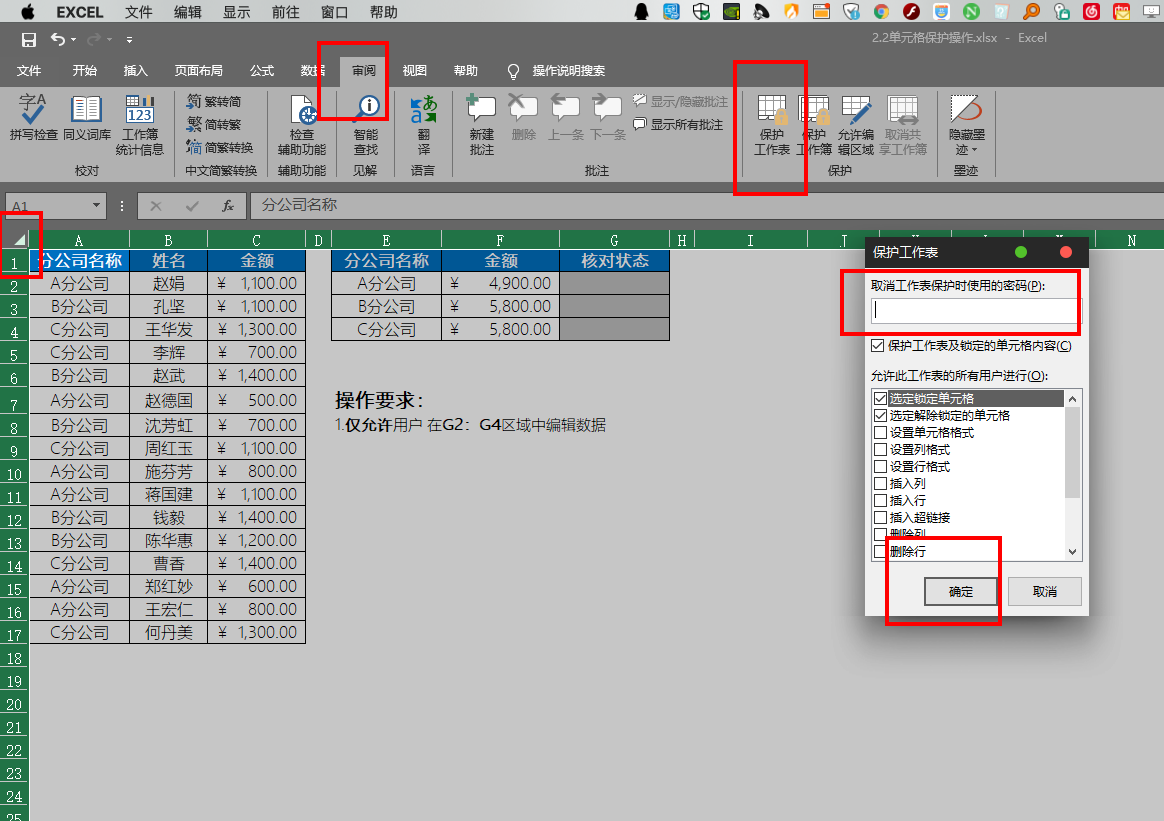 EXCEL 文件 编辑 显示 前往 窗口 帮助
2.2单元格保护操作.xlsx - Excel
文件 开始 插入 页面布局 公式 数据 审阅 视图 帮助 操作说明搜索
拼写检查 同义词库 工作簿统计信息
校对
繁转简
简转繁
简繁转换
中文简繁转换
检查辅助功能
辅助功能
智能查找
见解
翻译
语言
新建批注 删除 上一条 下一条
显示/隐藏批注
显示所有批注
批注
保护工作表 保护工作簿 允许编辑区域 取消共享工作簿
保护
隐藏墨迹
墨迹
A1 fx 分公司名称
A B C D E F G H I J N
1 分公司名称 姓名 金额 分公司名称 金额 核对状态
2 A分公司 赵娟 ¥ 1,100.00 A分公司 ¥ 4,900.00
3 B分公司 孔坚 ¥ 1,100.00 B分公司 ¥ 5,800.00
4 C分公司 王华发 ¥ 1,300.00 C分公司 ¥ 5,800.00
5 C分公司 李辉 ¥ 700.00
6 B分公司 赵武 ¥ 1,400.00
7 A分公司 赵德国 ¥ 500.00 操作要求：
8 B分公司 沈芳虹 ¥ 700.00 1.仅允许用户 在G2：G4区域中编辑数据
9 C分公司 周红玉 ¥ 1,100.00
10 A分公司 施芬芳 ¥ 800.00
11 A分公司 蒋国建 ¥ 1,100.00
12 B分公司 钱毅 ¥ 1,400.00
13 B分公司 陈华惠 ¥ 1,200.00
14 C分公司 曹香 ¥ 1,400.00
15 A分公司 郑红妙 ¥ 600.00
16 A分公司 王宏仁 ¥ 800.00
17 C分公司 何丹美 ¥ 1,300.00
18
19
20
21
22
23
24
25
保护工作表
取消工作表保护时使用的密码(P):
保护工作表及锁定的单元格内容(C)
允许此工作表的所有用户进行(O):
选定锁定单元格
选定解除锁定的单元格
设置单元格格式
设置列格式
设置行格式
插入列
插入行
插入超链接
删除列
删除行
确定 取消